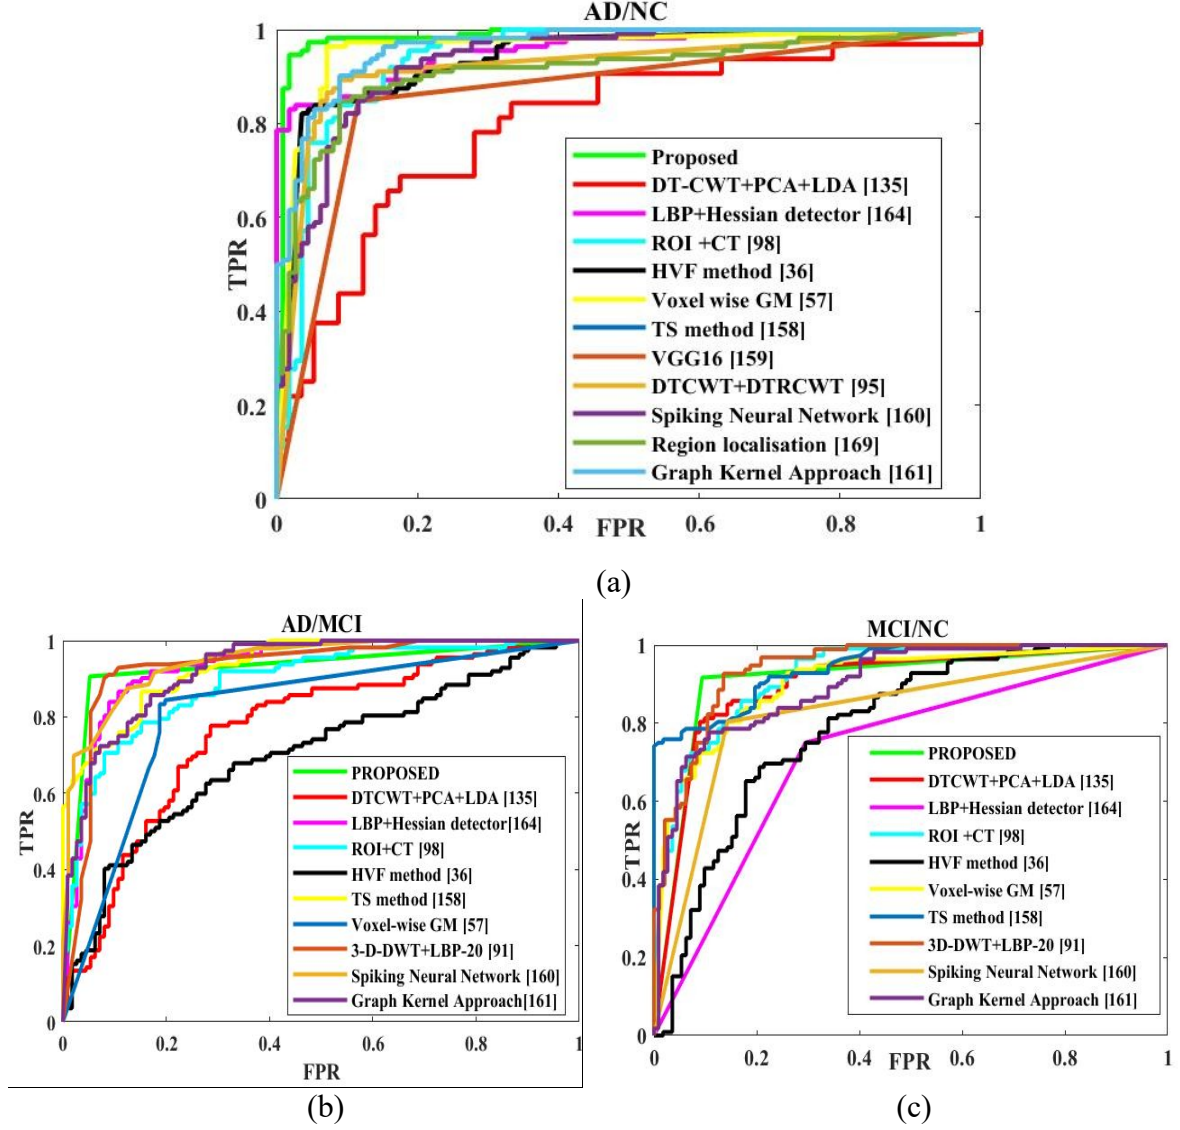 AD/NC
1
0.8
0.6
0.4
0.2
0
TPR
Proposed
DT-CWT+PCA+LDA [135]
LBP+Hessian detector [164]
ROI +CT [98]
HVF method [36]
Voxel wise GM [57]
TS method [158]
VGG16 [159]
DTCWT+DTRCWT [95]
Spiking Neural Network [160]
Region localisation [169]
Graph Kernel Approach [161]
0 0.2 0.4 0.6 0.8 1
FPR
(a)
AD/MCI
1
0.8
0.6
0.4
0.2
0
TPR
PROPOSED
DTCWT+PCA+LDA [135]
LBP+Hessian detector[164]
ROI+CT [98]
HVF method [36]
TS method [158]
Voxel-wise GM [57]
3-D-DWT+LBP-20 [91]
Spiking Neural Network [160]
Graph Kernel Approach[161]
0 0.2 0.4 0.6 0.8 1
FPR
(b)
MCI/NC
1
0.8
0.6
0.4
0.2
0
TPR
PROPOSED
DTCWT+PCA+LDA [135]
LBP+Hessian detector [164]
ROI +CT [98]
HVF method [36]
Voxel-wise GM [57]
TS method [158]
3D-DWT+LBP-20 [91]
Spiking Neural Network [160]
Graph Kernel Approach [161]
0 0.2 0.4 0.6 0.8 1
FPR
(c)